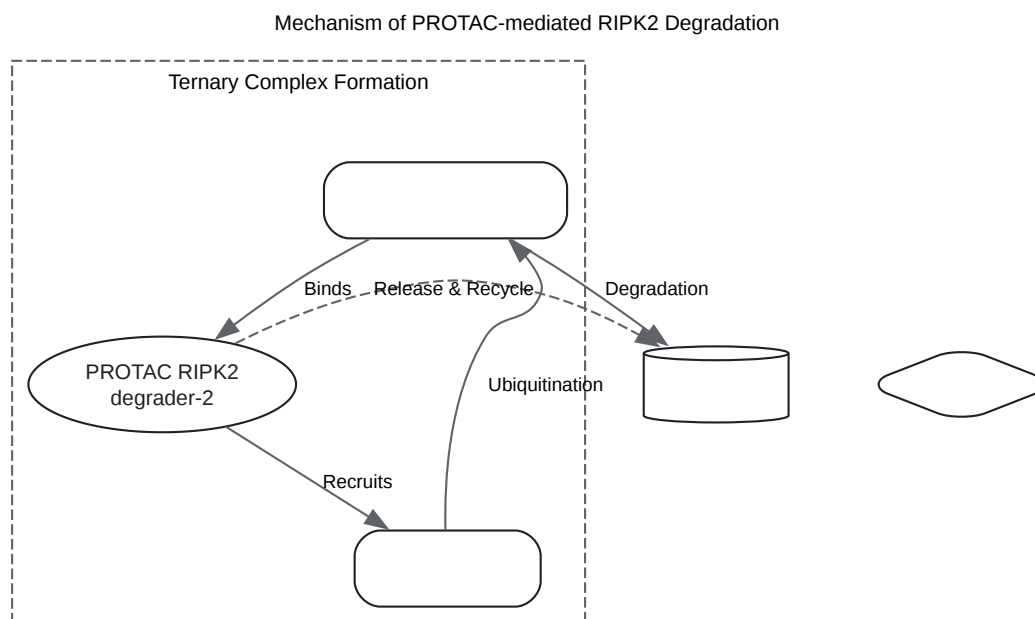 Mechanism of PROTAC-mediated RIPK2 Degradation
Ternary Complex Formation
Binds
Release & Recycle
Degradation
PROTAC RIPK2
degrader-2
Ubiquitination
Recruits